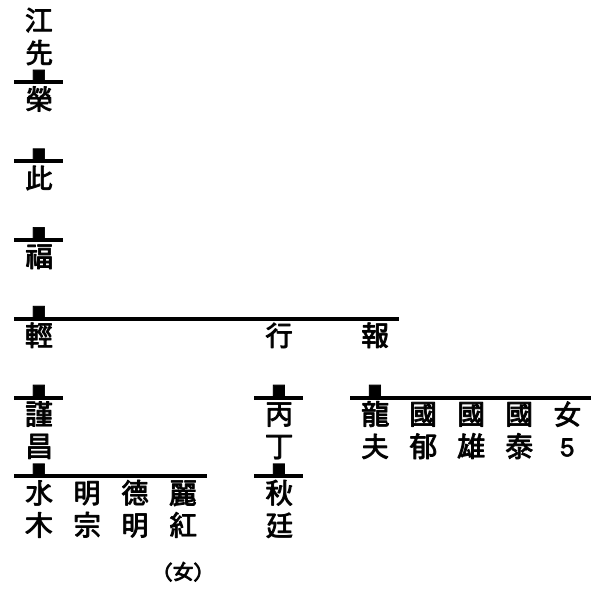 江先
榮
此
福
輕 行 報
謹昌 丙丁 龍夫 國郁 國雄 國泰 女5
水木 明宗 德明 麗紅 秋廷
(女)